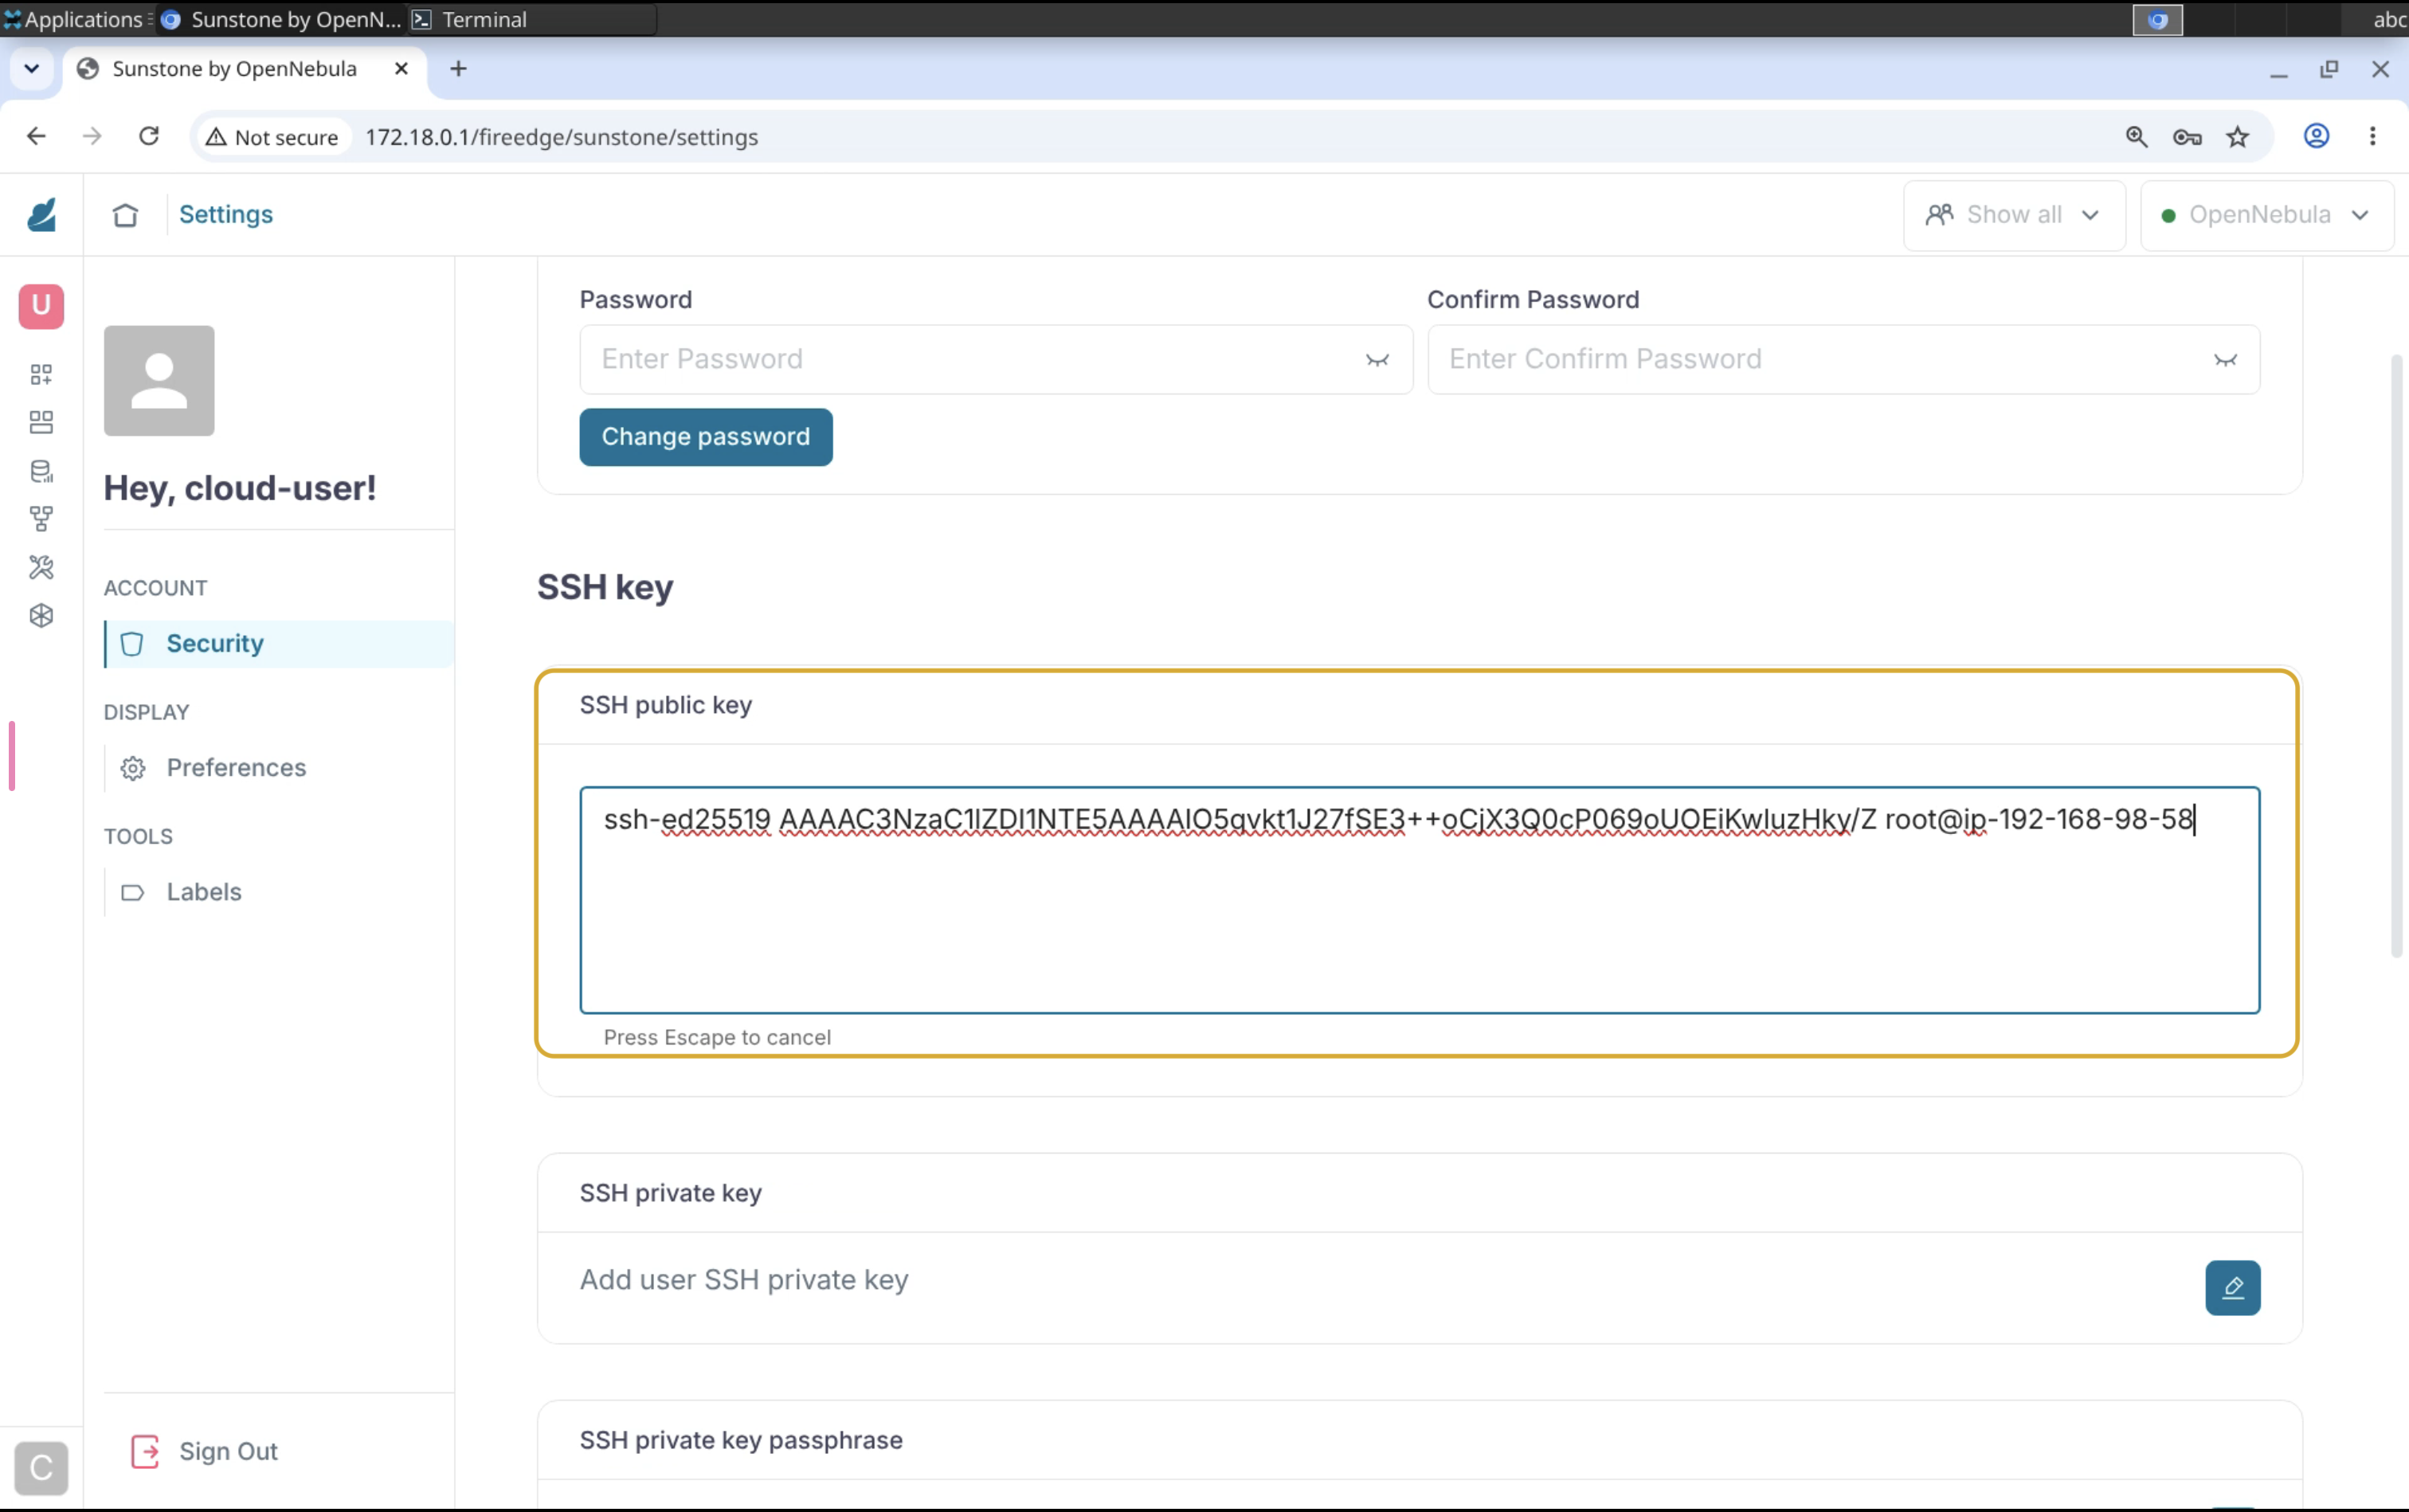 Applications
Sunstone by OpenN...
Terminal
abc
Sunstone by OpenNebula
Not secure
172.18.0.1/fireedge/sunstone/settings
Settings
Show all
OpenNebula
U
Hey, cloud-user!
ACCOUNT
Security
DISPLAY
Preferences
TOOLS
Labels
Sign Out
C
Password
Confirm Password
Enter Password
Enter Confirm Password
Change password
SSH key
SSH public key
ssh-ed25519 AAAAC3NzaC1lZDI1NTE5AAAAIO5qvkt1J27fSE3++oCjX3Q0cP069oUOEiKwIuzHky/Z root@ip-192-168-98-58
Press Escape to cancel
SSH private key
Add user SSH private key
SSH private key passphrase